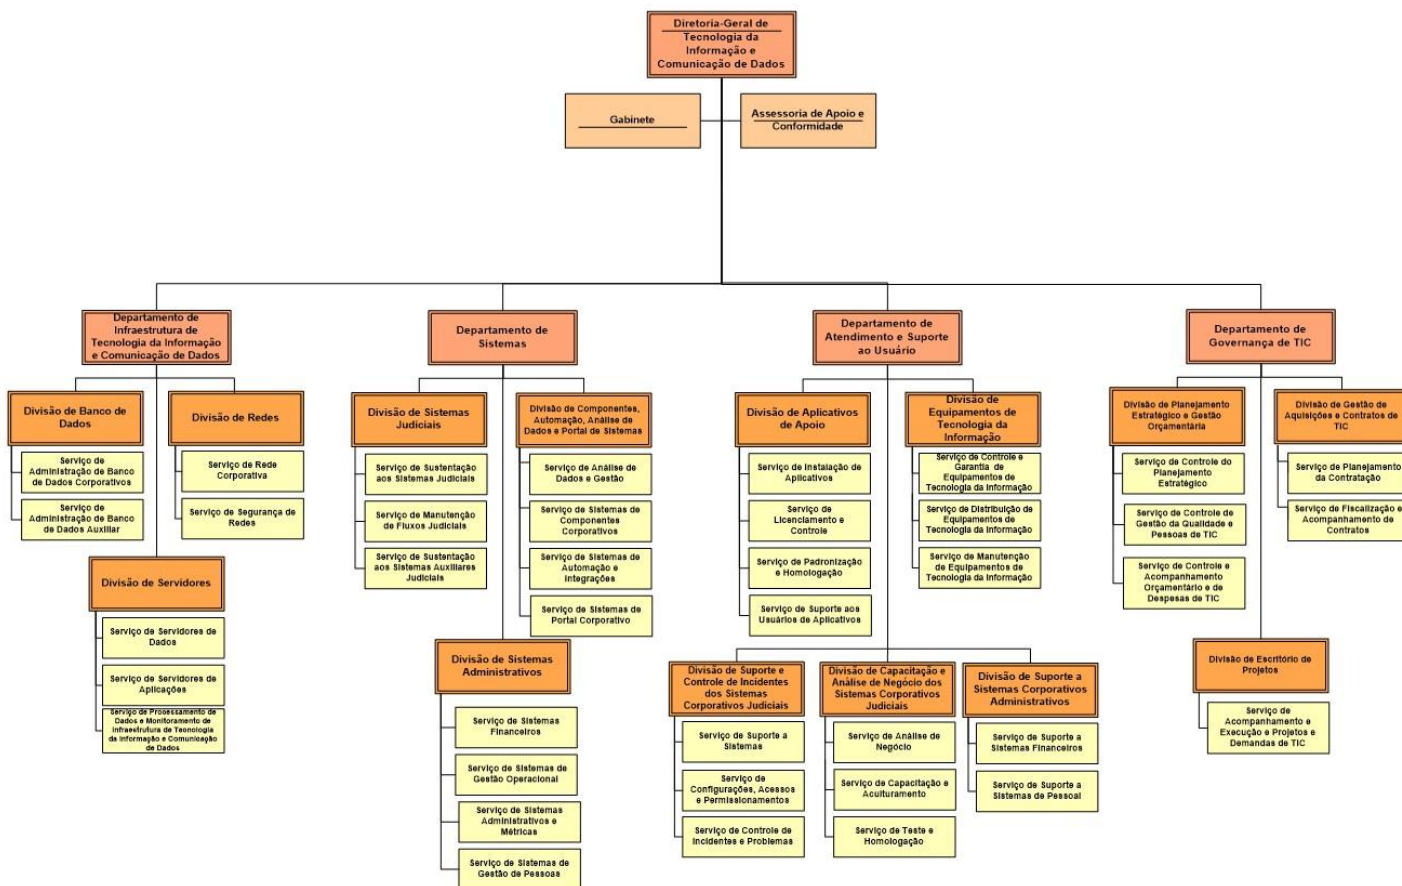 Diretoria-Geral de
Tecnologia da
Informação e
Comunicação de Dados
Gabinete
Assessoria de Apoio e
Conformidade
Departamento de
Infraestrutura de
Tecnologia da Informação
e Comunicação de Dados
Departamento de
Sistemas
Departamento de
Atendimento e Suporte
ao Usuário
Departamento de
Governança de TIC
Divisão de Banco de
Dados
Serviço de
Administração de Banco
de Dados Corporativos
Serviço de
Administração de Banco
de Dados Auxiliar
Divisão de Redes
Serviço de Rede
Corporativa
Serviço de Segurança de
Redes
Divisão de Servidores
Serviço de Servidores de
Dados
Serviço de Servidores de
Aplicações
Serviço de Processamento de
Dados e Monitoramento de
Infraestrutura de Tecnologia
da Informação e Comunicação
de Dados
Divisão de Sistemas
Judiciais
Serviço de Sustentação
aos Sistemas Judiciais
Serviço de Manutenção
de Fluxos Judiciais
Serviço de Sustentação
aos Sistemas Auxiliares
Judiciais
Divisão de Componentes,
Automação, Análise de
Dados e Portal de Sistemas
Serviço de Análise de
Dados e Gestão
Serviço de Sistemas de
Componentes
Corporativos
Serviço de Sistemas de
Automação e
Integrações
Serviço de Sistemas de
Portal Corporativo
Divisão de Sistemas
Administrativos
Serviço de Sistemas
Financeiros
Serviço de Sistemas de
Gestão Operacional
Serviço de Sistemas
Administrativos e
Métricas
Serviço de Sistemas de
Gestão de Pessoas
Divisão de Aplicativos
de Apoio
Serviço de Instalação de
Aplicativos
Serviço de
Licenciamento e
Controle
Serviço de Padronização
e Homologação
Serviço de Suporte aos
Usuários de Aplicativos
Divisão de
Equipamentos de
Tecnologia da
Informação
Serviço de Controle e
Garantia de
Equipamentos de
Tecnologia da Informação
Serviço de Distribuição de
Equipamentos de
Tecnologia da Informação
Serviço de Manutenção
de Equipamentos de
Tecnologia da Informação
Divisão de Suporte e
Controle de Incidentes
dos Sistemas
Corporativos Judiciais
Serviço de Suporte a
Sistemas
Serviço de
Configurações, Acessos
e Permissionamentos
Serviço de Controle de
Incidentes e Problemas
Divisão de Capacitação e
Análise de Negócio dos
Sistemas Corporativos
Judiciais
Serviço de Análise de
Negócio
Serviço de Capacitação e
Aculturamento
Serviço de Teste e
Homologação
Divisão de Suporte a
Sistemas Corporativos
Administrativos
Serviço de Suporte
a Sistemas Financeiros
Serviço de Suporte a
Sistemas de Pessoal
Divisão de Planejamento
Estratégico e Gestão
Orçamentária
Serviço de Controle do
Planejamento
Estratégico
Serviço de Controle de
Gestão da Qualidade e
Pessoas de TIC
Serviço de Controle e
Acompanhamento
Orçamentário e de
Despesas de TIC
Divisão de Gestão de
Aquisições e Contratos de
TIC
Serviço de Planejamento
da Contratação
Serviço de Fiscalização e
Acompanhamento de
Contratos
Divisão de Escritório de
Projetos
Serviço de
Acompanhamento e
Execução e Projetos e
Demandas de TIC